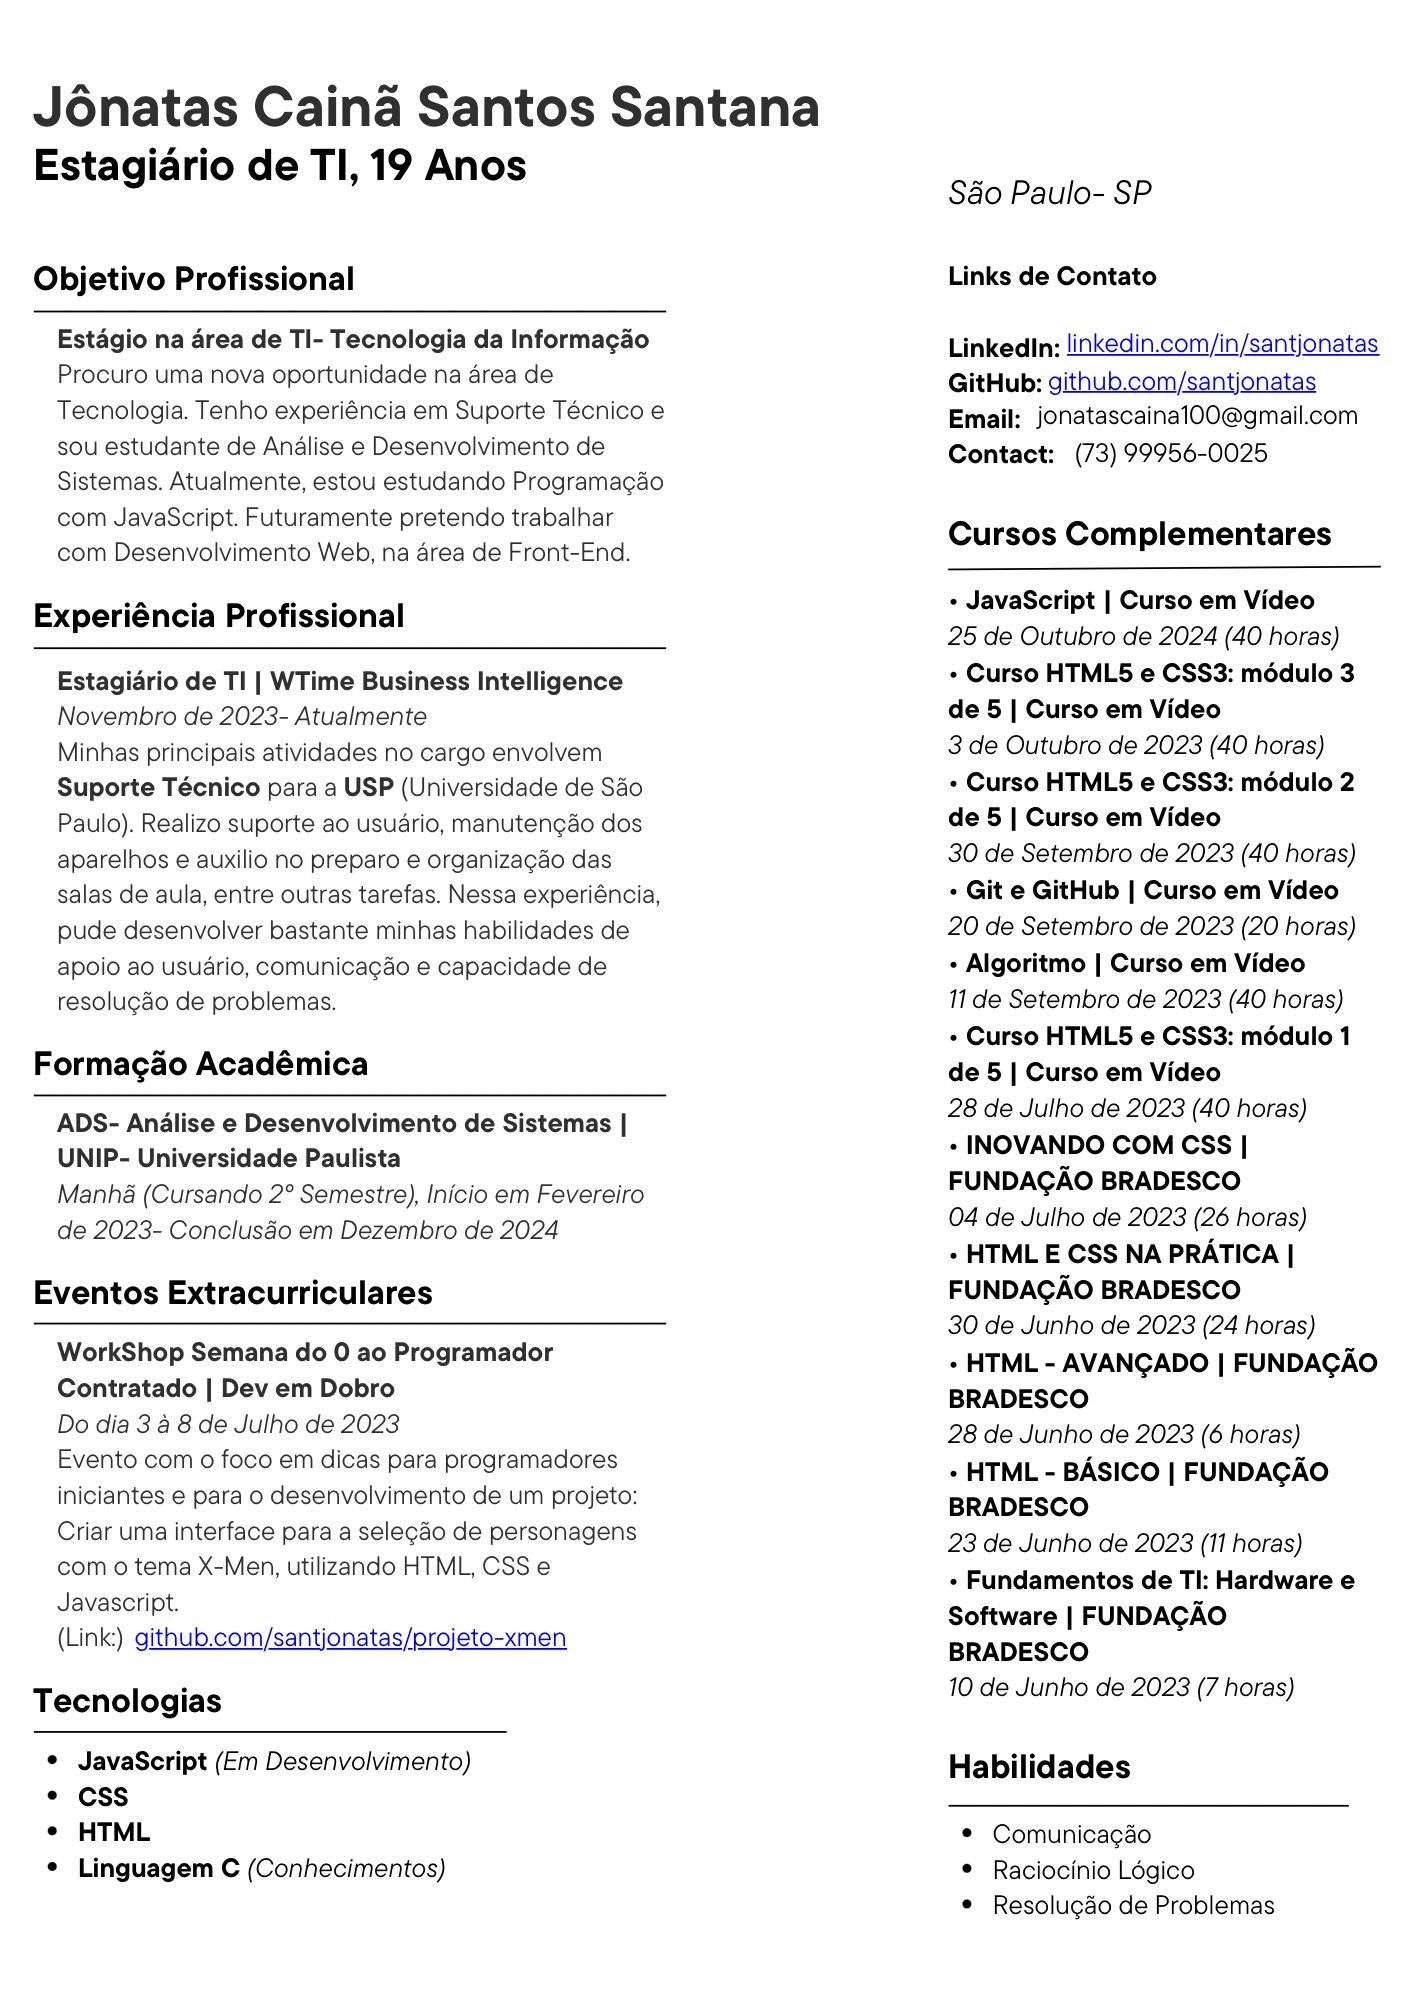 Jônatas Cainã Santos Santana
Estagiário de TI, 19 Anos
São Paulo- SP
Objetivo Profissional
Estágio na área de TI- Tecnologia da Informação
Procuro uma nova oportunidade na área de
Tecnologia. Tenho experiência em Suporte Técnico e
sou estudante de Análise e Desenvolvimento de
Sistemas. Atualmente, estou estudando Programação
com JavaScript. Futuramente pretendo trabalhar
com Desenvolvimento Web, na área de Front-End.
Experiência Profissional
Estagiário de TI | WTime Business Intelligence
Novembro de 2023- Atualmente
Minhas principais atividades no cargo envolvem
Suporte Técnico para a USP (Universidade de São
Paulo). Realizo suporte ao usuário, manutenção dos
aparelhos e auxilio no preparo e organização das
salas de aula, entre outras tarefas. Nessa experiência,
pude desenvolver bastante minhas habilidades de
apoio ao usuário, comunicação e capacidade de
resolução de problemas.
Formação Acadêmica
ADS- Análise e Desenvolvimento de Sistemas |
UNIP- Universidade Paulista
Manhã (Cursando 2º Semestre), Início em Fevereiro
de 2023- Conclusão em Dezembro de 2024
Eventos Extracurriculares
WorkShop Semana do 0 ao Programador
Contratado | Dev em Dobro
Do dia 3 à 8 de Julho de 2023
Evento com o foco em dicas para programadores
iniciantes e para o desenvolvimento de um projeto:
Criar uma interface para a seleção de personagens
com o tema X-Men, utilizando HTML, CSS e
Javascript.
(Link:) github.com/santjonatas/projeto-xmen
Tecnologias
• JavaScript (Em Desenvolvimento)
• CSS
• HTML
• Linguagem C (Conhecimentos)
Links de Contato
LinkedIn: linkedin.com/in/santjonatas
GitHub: github.com/santjonatas
Email: jonatascaina100@gmail.com
Contact: (73) 99956-0025
Cursos Complementares
• JavaScript | Curso em Vídeo
25 de Outubro de 2024 (40 horas)
• Curso HTML5 e CSS3: módulo 3
de 5 | Curso em Vídeo
3 de Outubro de 2023 (40 horas)
• Curso HTML5 e CSS3: módulo 2
de 5 | Curso em Vídeo
30 de Setembro de 2023 (40 horas)
• Git e GitHub | Curso em Vídeo
20 de Setembro de 2023 (20 horas)
• Algoritmo | Curso em Vídeo
11 de Setembro de 2023 (40 horas)
• Curso HTML5 e CSS3: módulo 1
de 5 | Curso em Vídeo
28 de Julho de 2023 (40 horas)
• INOVANDO COM CSS |
FUNDAÇÃO BRADESCO
04 de Julho de 2023 (26 horas)
• HTML E CSS NA PRÁTICA |
FUNDAÇÃO BRADESCO
30 de Junho de 2023 (24 horas)
• HTML - AVANÇADO | FUNDAÇÃO
BRADESCO
28 de Junho de 2023 (6 horas)
• HTML - BÁSICO | FUNDAÇÃO
BRADESCO
23 de Junho de 2023 (11 horas)
• Fundamentos de TI: Hardware e
Software | FUNDAÇÃO
BRADESCO
10 de Junho de 2023 (7 horas)
Habilidades
• Comunicação
• Raciocínio Lógico
• Resolução de Problemas